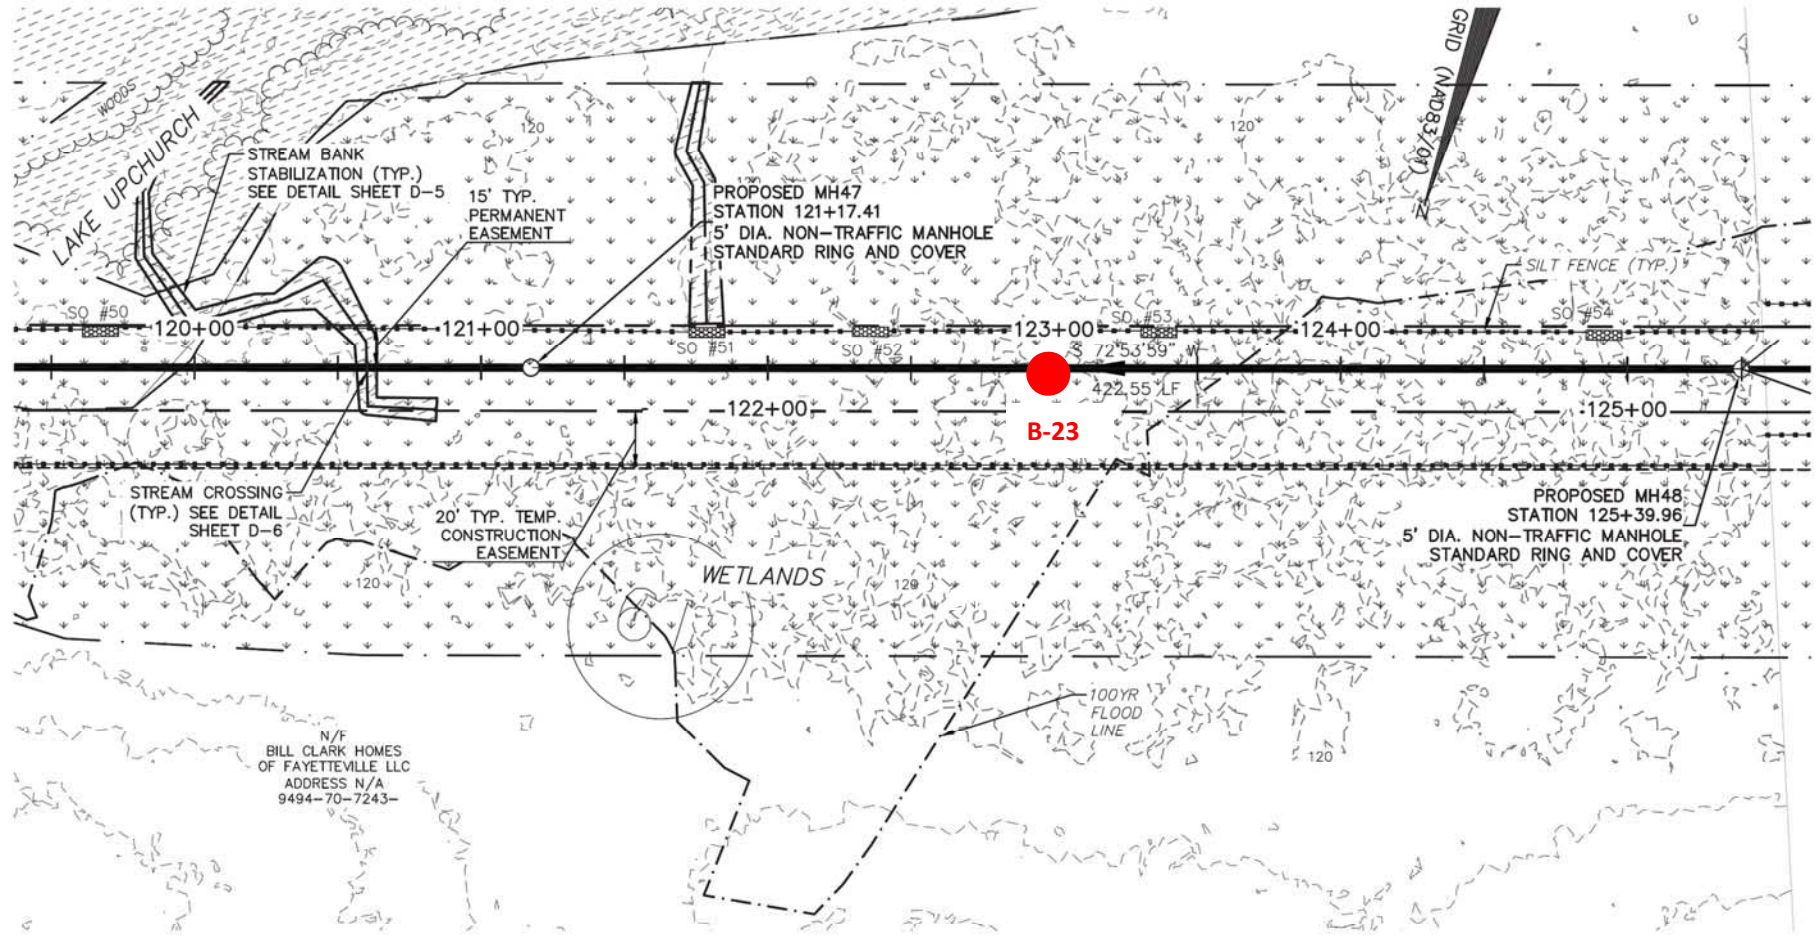 GRID (NAD83/01)
N
WOODS
LAKE UPCHURCH
STREAM BANK
STABILIZATION (TYP.)
SEE DETAIL SHEET D-5
15' TYP.
PERMANENT
EASEMENT
120
120
PROPOSED MH47
STATION 121+17.41
5' DIA. NON-TRAFFIC MANHOLE
STANDARD RING AND COVER
SILT FENCE (TYP.)
SO #50
SO #51
SO #52
SO #53
SO #54
120+00
121+00
123+00
124+00
S 72°53'59" W
422.55 LF
122+00
125+00
B-23
STREAM CROSSING
(TYP.) SEE DETAIL
SHEET D-6
20' TYP. TEMP.
CONSTRUCTION
EASEMENT
PROPOSED MH48
STATION 125+39.96
5' DIA. NON-TRAFFIC MANHOLE
STANDARD RING AND COVER
120
WETLANDS
120
100YR
FLOOD
LINE
120
N/F
BILL CLARK HOMES
OF FAYETTEVILLE LLC
ADDRESS N/A
9494-70-7243-